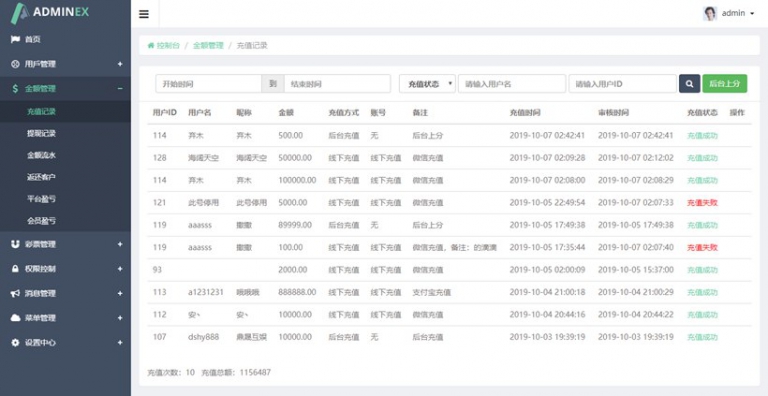 ADMINEX
admin
首页
用户管理
金额管理
充值记录
提现记录
金额流水
返还客户
平台盈亏
会员盈亏
彩票管理
权限控制
消息管理
菜单管理
设置中心
控制台 / 金额管理 / 充值记录
开始时间 到 结束时间 充值状态 请输入用户名 请输入用户ID 后台上分
用户ID 用户名 昵称 金额 充值方式 账号 备注 充值时间 审核时间 充值状态 操作
114 弃木 弃木 500.00 后台充值 无 后台上分 2019-10-07 02:42:41 2019-10-07 02:42:41 充值成功
128 海阔天空 海阔天空 50000.00 线下充值 线下充值 微信充值 2019-10-07 02:09:28 2019-10-07 02:12:02 充值成功
114 弃木 弃木 100000.00 线下充值 线下充值 微信充值 2019-10-07 02:08:00 2019-10-07 02:08:29 充值成功
121 此号停用 此号停用 5000.00 线下充值 线下充值 微信充值 2019-10-05 22:49:54 2019-10-07 02:07:33 充值失败
119 aaasss 撒撒 89999.00 后台充值 无 后台上分 2019-10-05 17:49:38 2019-10-05 17:49:38 充值成功
119 aaasss 撒撒 100.00 线下充值 线下充值 微信充值，备注：的滴滴 2019-10-05 17:35:44 2019-10-07 02:07:40 充值失败
93 2000.00 线下充值 线下充值 微信充值 2019-10-05 02:00:09 2019-10-05 15:37:00 充值成功
113 a1231231 哦哦哦 888888.00 线下充值 线下充值 支付宝充值 2019-10-04 21:00:18 2019-10-04 21:00:29 充值成功
112 安丶 安丶 10000.00 线下充值 线下充值 微信充值 2019-10-04 20:44:16 2019-10-04 20:44:22 充值成功
107 dshy888 鼎晟互娱 10000.00 后台充值 无 后台上分 2019-10-03 19:39:19 2019-10-03 19:39:19 充值成功
充值次数：10 充值总额：1156487